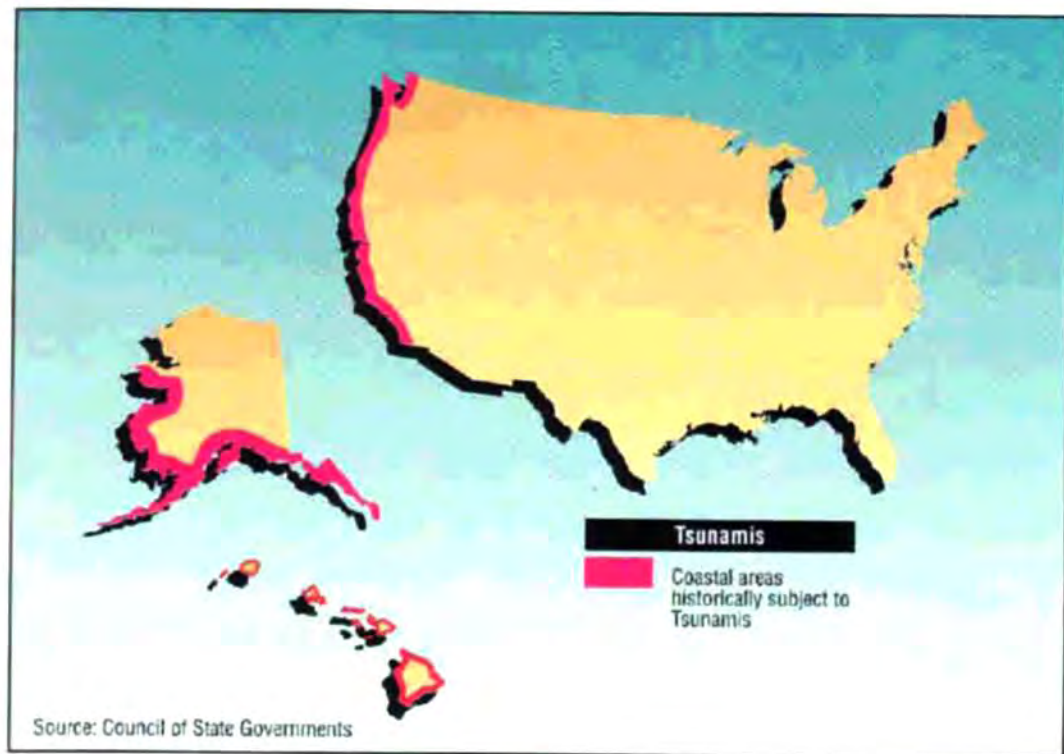 Tsunamis
Coastal areas
historically subject to
Tsunamis
Source: Council of State Governments